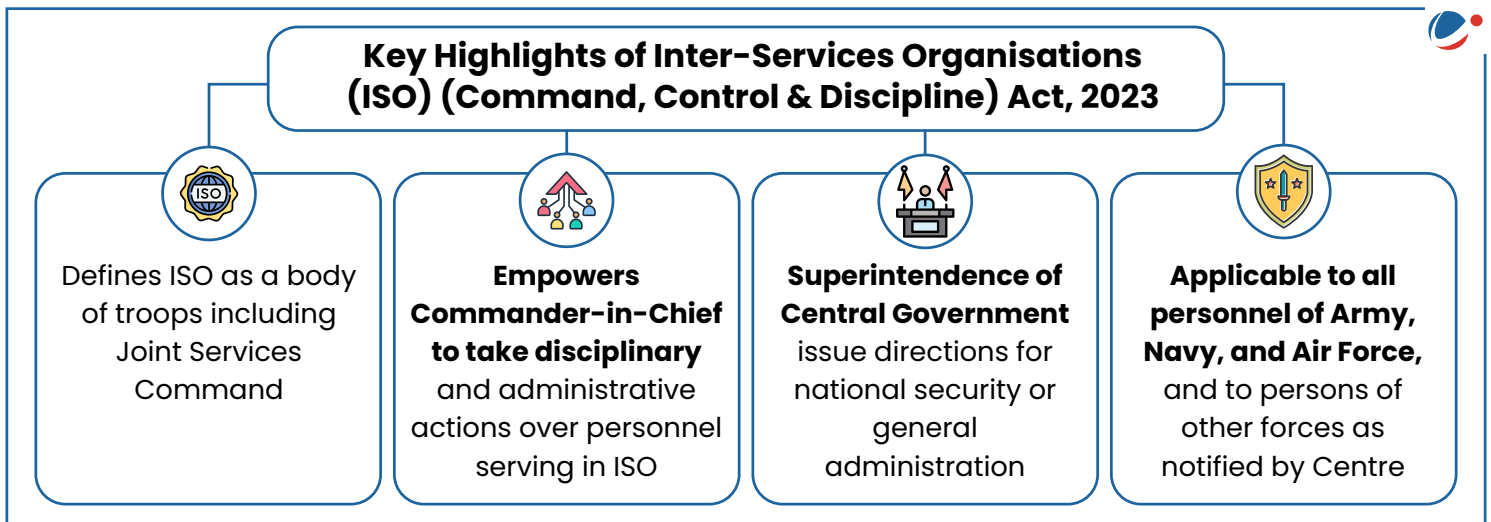 Key Highlights of Inter-Services Organisations
(ISO) (Command, Control & Discipline) Act, 2023
ISO
Defines ISO as a body
of troops including
Joint Services
Command
Empowers
Commander-in-Chief
to take disciplinary
and administrative
actions over personnel
serving in ISO
Superintendence of
Central Government
issue directions for
national security or
general
administration
Applicable to all
personnel of Army,
Navy, and Air Force,
and to persons of
other forces as
notified by Centre